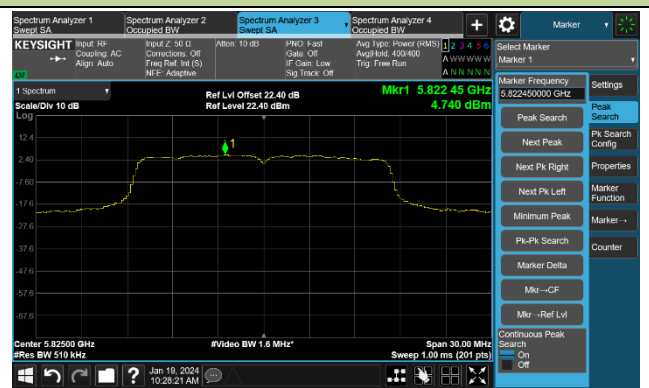 Spectrum Analyzer 1
Swept SA
Spectrum Analyzer 2
Occupied BW
Spectrum Analyzer 3
Swept SA
Spectrum Analyzer 4
Occupied BW
+
Marker
KEYSIGHT
Input: RF
Coupling: AC
Align: Auto
Input Z: 50 Ω
Corrections: Off
Freq Ref: Int (S)
NFE: Adaptive
Atten: 10 dB
PNO: Fast
Gate: Off
IF Gain: Low
Sig Track: Off
Avg Type: Power (RMS)
Avg|Hold: 400/400
Trig: Free Run
1 2 3 4 5 6
A W W W W W
A N N N N N
Select Marker
Marker 1
1 Spectrum
Scale/Div 10 dB
Log
Ref Lvl Offset 22.40 dB
Ref Level 22.40 dBm
Mkr1 5.822 45 GHz
4.740 dBm
1
12.4
2.40
-7.60
-17.6
-27.6
-37.6
-47.6
-57.6
-67.6
Center 5.82500 GHz
#Res BW 510 kHz
#Video BW 1.6 MHz*
Span 30.00 MHz
Sweep 1.00 ms (201 pts)
Marker Frequency
5.822450000 GHz
Peak Search
Next Peak
Next Pk Right
Next Pk Left
Minimum Peak
Pk-Pk Search
Marker Delta
Mkr→CF
Mkr→Ref Lvl
Continuous Peak
Search
On
Off
Settings
Peak
Search
Pk Search
Config
Properties
Marker
Function
Marker→
Counter
?
Jan 19, 2024
10:28:21 AM